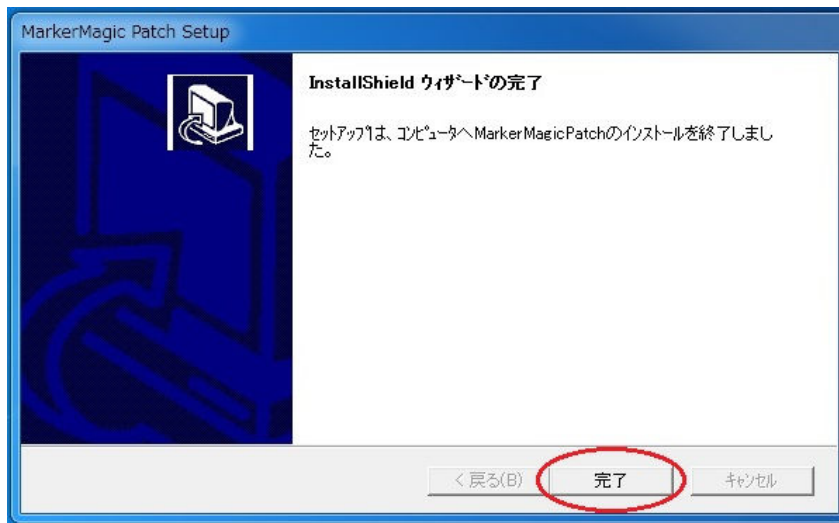 MarkerMagic Patch Setup
InstallShield ウィザードの完了
セットアップは、コンピュータへMarkerMagicPatchのインストールを終了しまし
た。
< 戻る(B)
完了
キャンセル